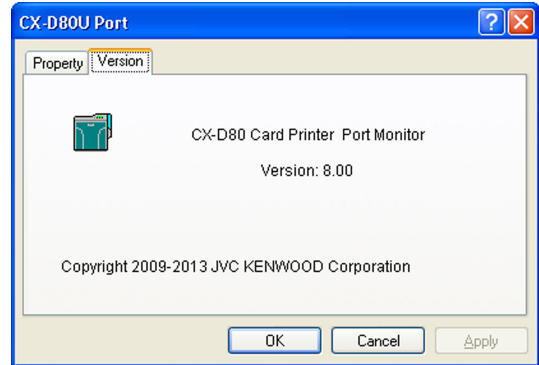 CX-D80U Port
Property Version
CX-D80 Card Printer Port Monitor
Version: 8.00
Copyright 2009-2013 JVC KENWOOD Corporation
OK Cancel Apply